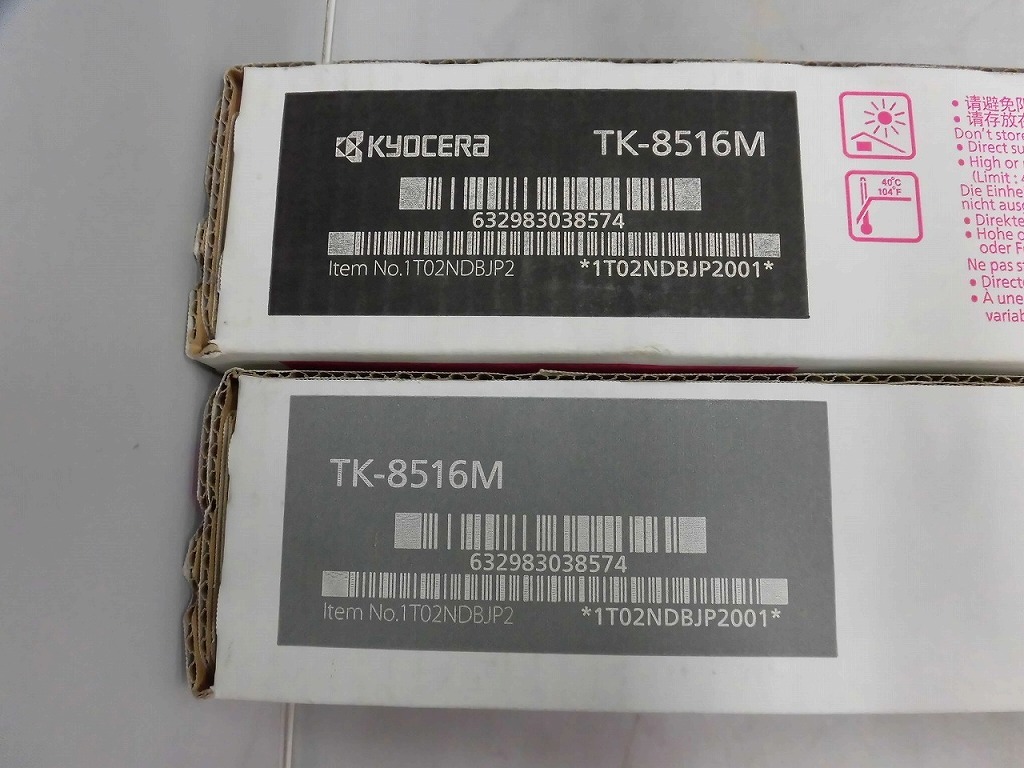 KYOCERA TK-8516M
632983038574
Item No.1T02NDBJP2 *1T02NDBJP2001*
40°C
104°F
• 请避免
• 请存放在
Don't store
• Direct su
• High or
(Limit : 4
Die Einhe
nicht aus
• Direkte
• Hohe
oder F
Ne pas st
• Direct
• À une
variab
TK-8516M
632983038574
Item No.1T02NDBJP2 *1T02NDBJP2001*